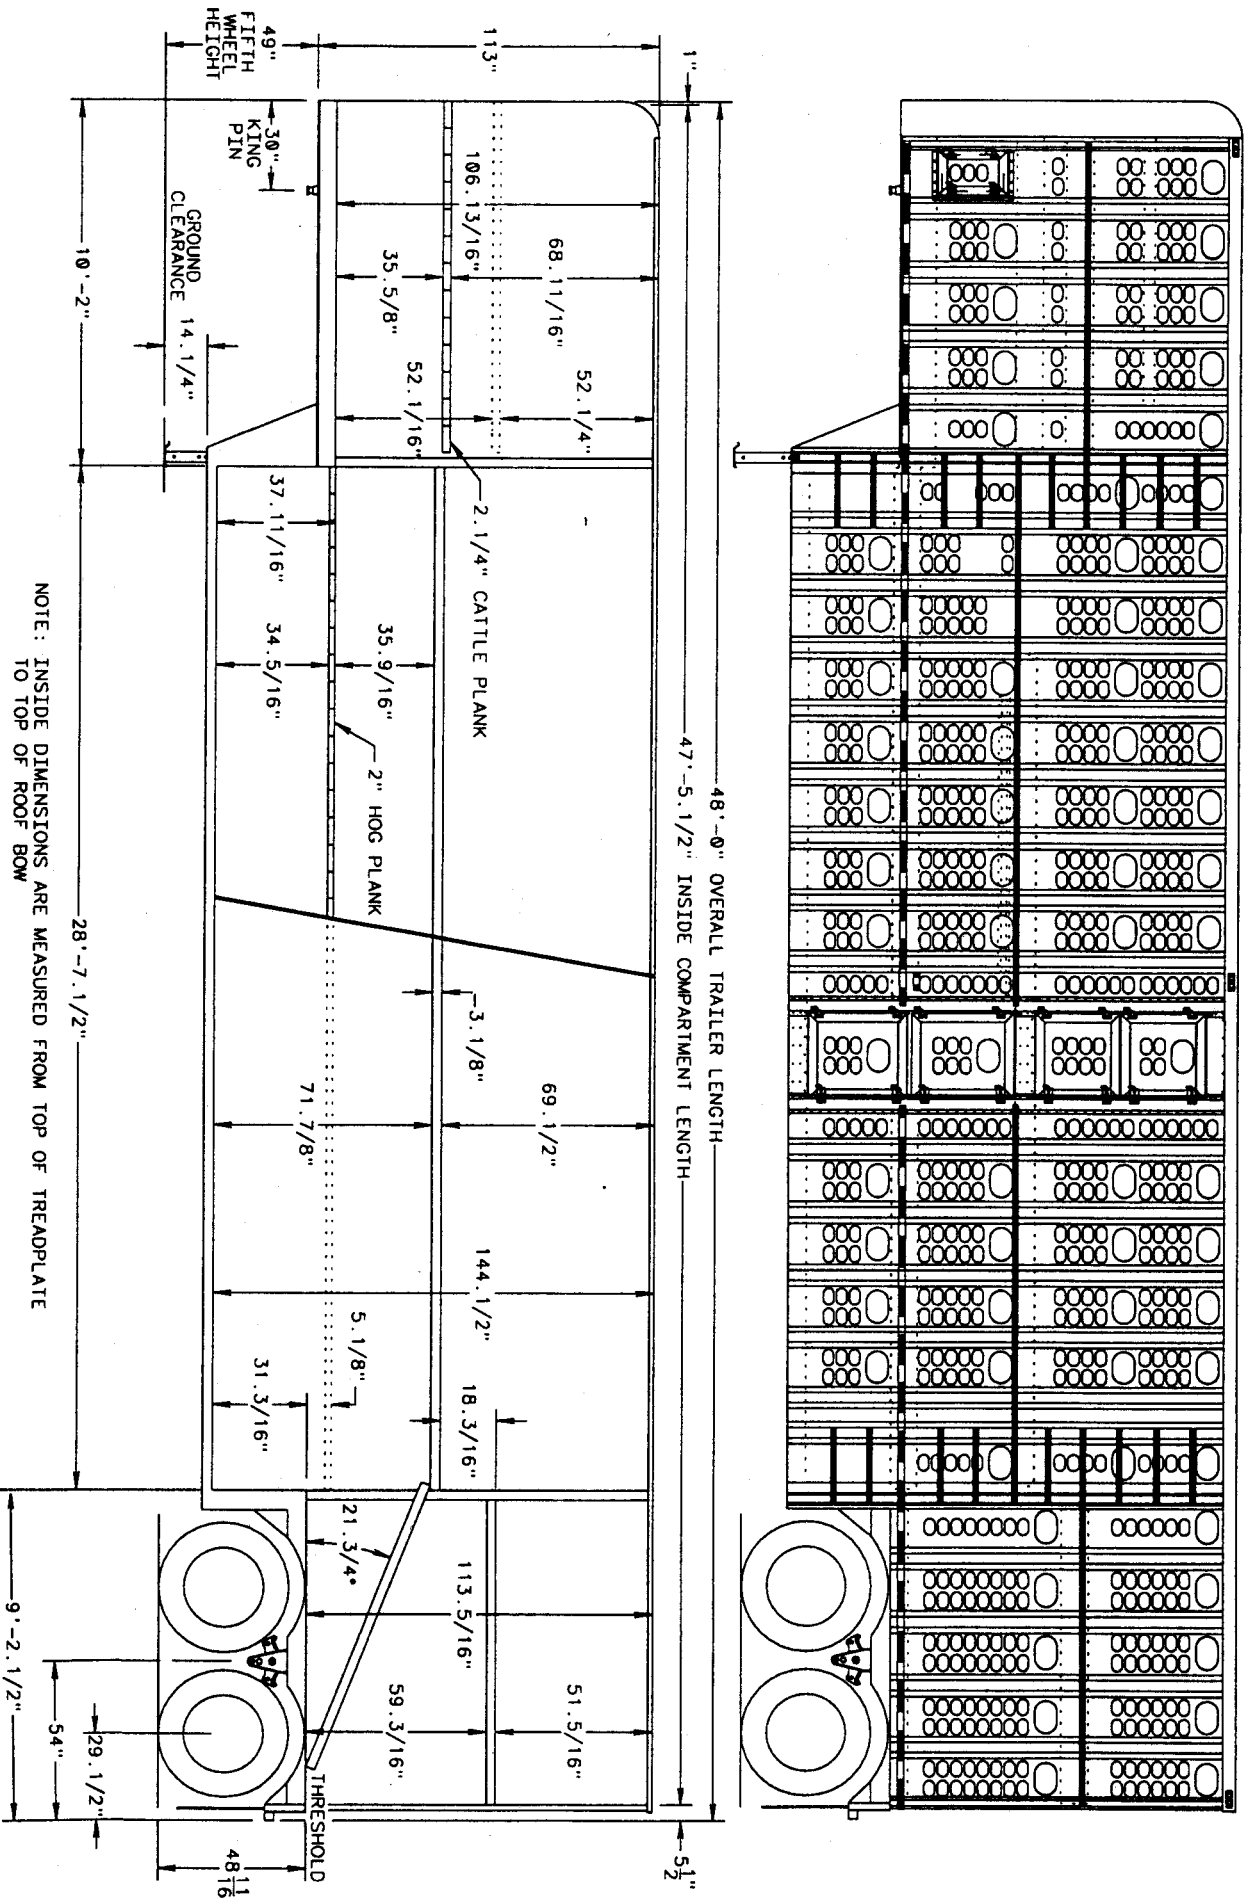 48'-0" OVERALL TRAILER LENGTH
47'-5.1/2" INSIDE COMPARTMENT LENGTH
1"
5 1/2"
113"
49"
FIFTH
WHEEL
HEIGHT
30"
KING
PIN
106.13/16"
68.11/16"
35.5/8"
52.1/4"
52.1/16"
GROUND
CLEARANCE 14.1/4"
10'-2"
2.1/4" CATTLE PLANK
37.11/16"
34.5/16"
35.9/16"
2" HOG PLANK
3.1/8"
69.1/2"
71.7/8"
144.1/2"
5.1/8"
18.3/16"
31.3/16"
28'-7.1/2"
21.3/4°
113.5/16"
51.5/16"
59.3/16"
THRESHOLD
48 11/16
29.1/2"
54"
9'-2.1/2"
NOTE: INSIDE DIMENSIONS ARE MEASURED FROM TOP OF TREADPLATE
TO TOP OF ROOF BOW